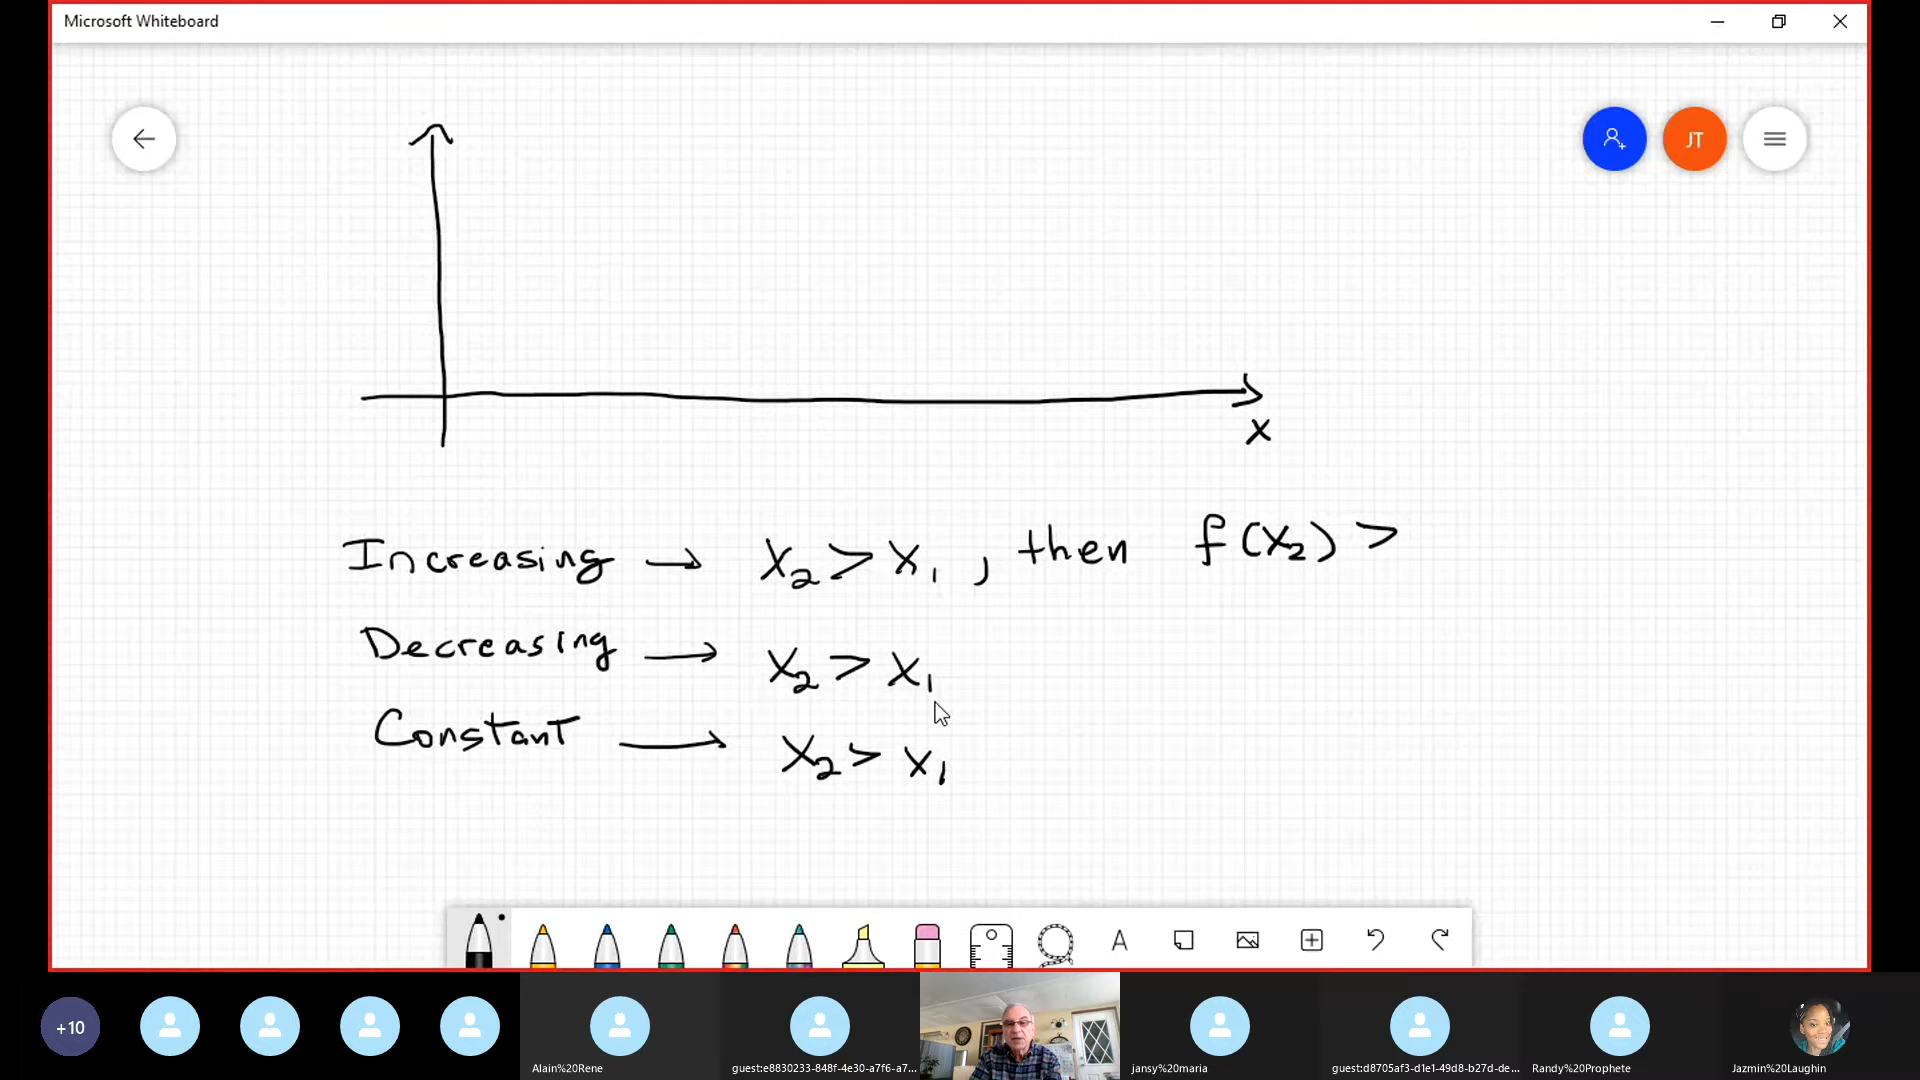 Microsoft Whiteboard
JT
x
Increasing → x₂ > x₁ , then f(x₂) >
Decreasing → x₂ > x₁
Constant → x₂ > x₁
A
+10
Alain%20Rene
guest:e8830233-848f-4e30-a7f6-a7...
jansy%20maria
guest:d8705af3-d1e1-49d8-b27d-de...
Randy%20Prophete
Jazmin%20Laughin